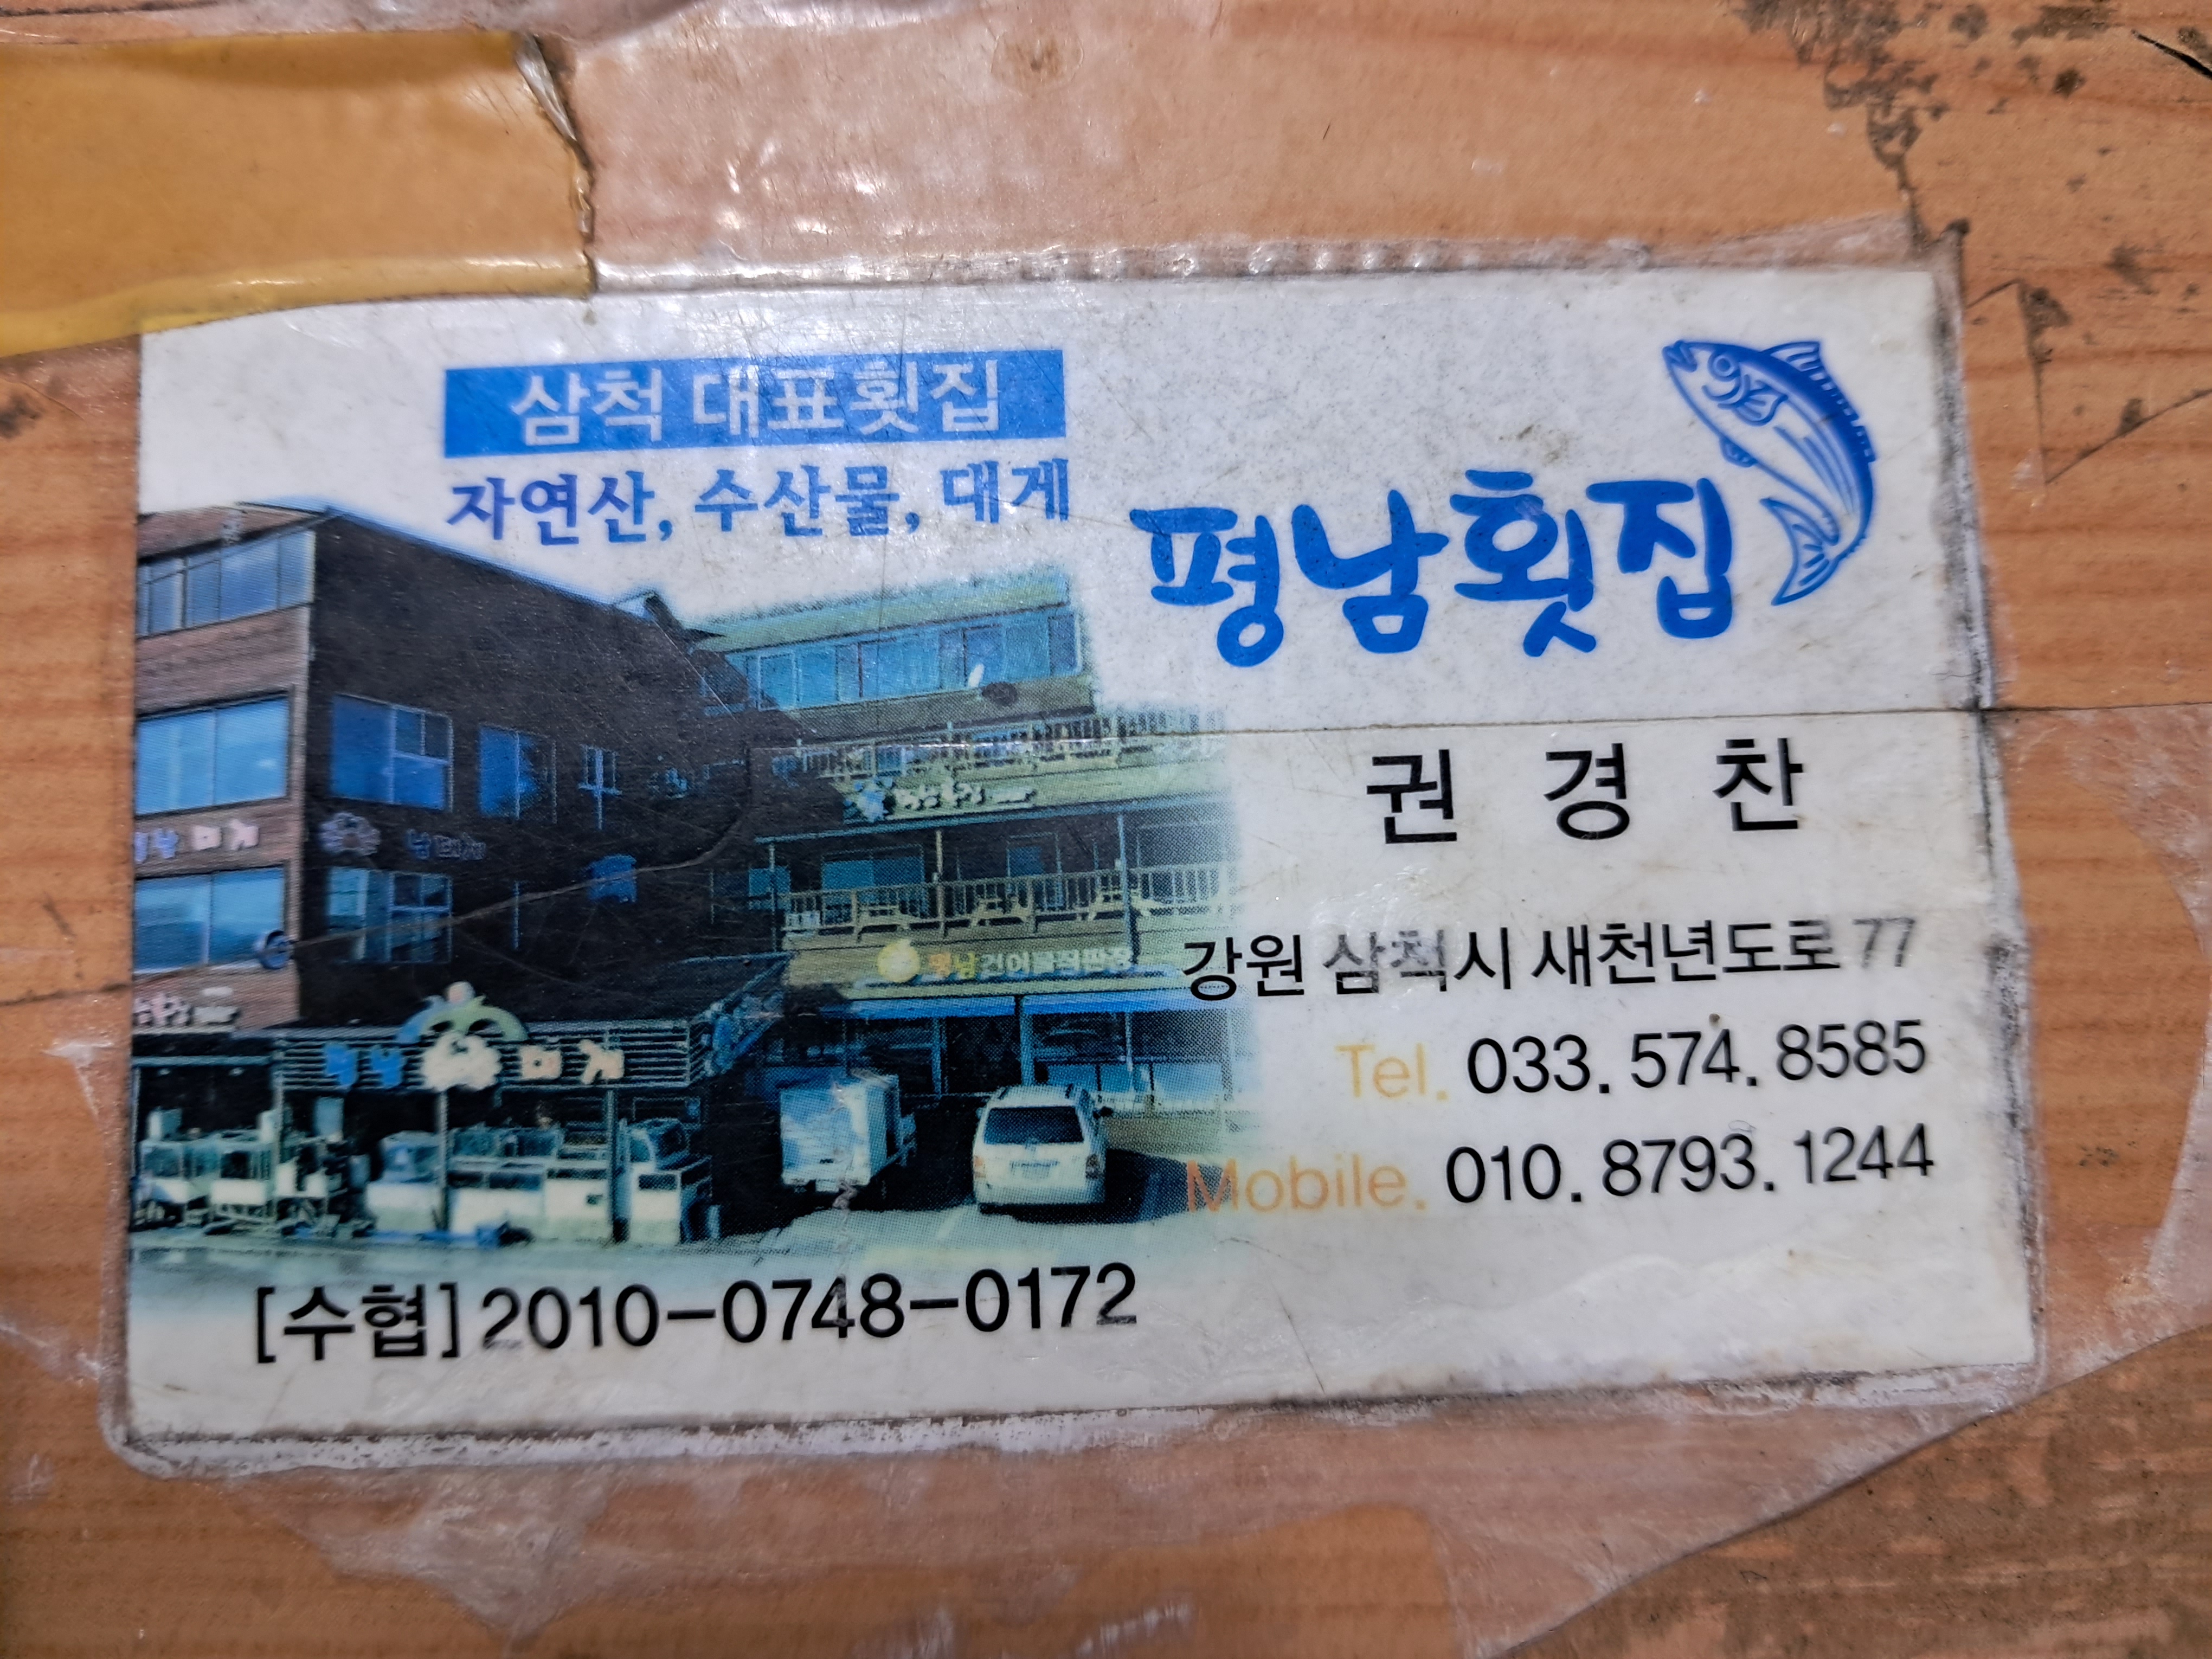 삼척 대표횟집
자연산, 수산물, 대게
평남횟집
권 경 찬
강원 삼척시 새천년도로 77
Tel. 033. 574. 8585
Mobile. 010. 8793. 1244
[수협] 2010-0748-0172